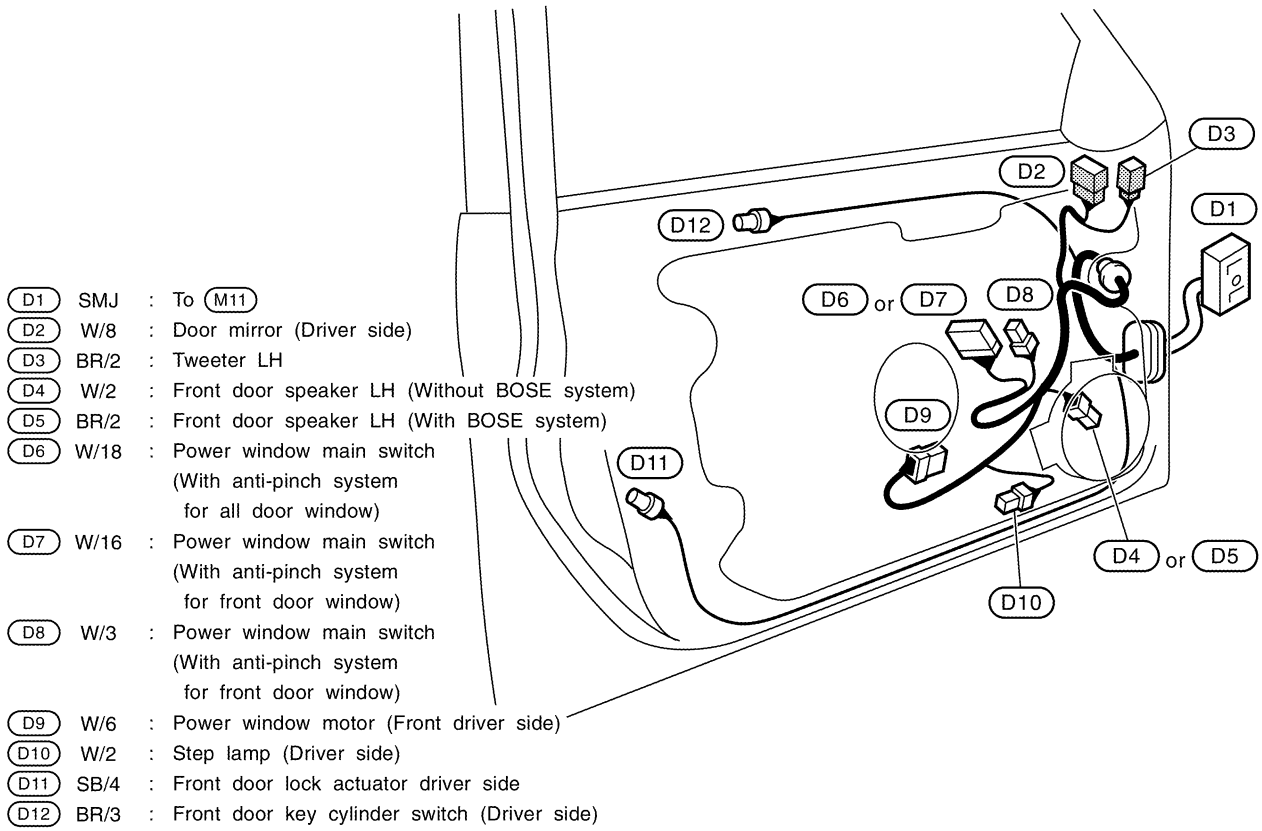 D3
D2
D1
D12
D6 or D7
D8
D1 SMJ : To M11
D2 W/8 : Door mirror (Driver side)
D3 BR/2 : Tweeter LH
D4 W/2 : Front door speaker LH (Without BOSE system)
D5 BR/2 : Front door speaker LH (With BOSE system)
D6 W/18 : Power window main switch
(With anti-pinch system
for all door window)
D7 W/16 : Power window main switch
(With anti-pinch system
for front door window)
D8 W/3 : Power window main switch
(With anti-pinch system
for front door window)
D9 W/6 : Power window motor (Front driver side)
D10 W/2 : Step lamp (Driver side)
D11 SB/4 : Front door lock actuator driver side
D12 BR/3 : Front door key cylinder switch (Driver side)
D9
D11
D4 or D5
D10